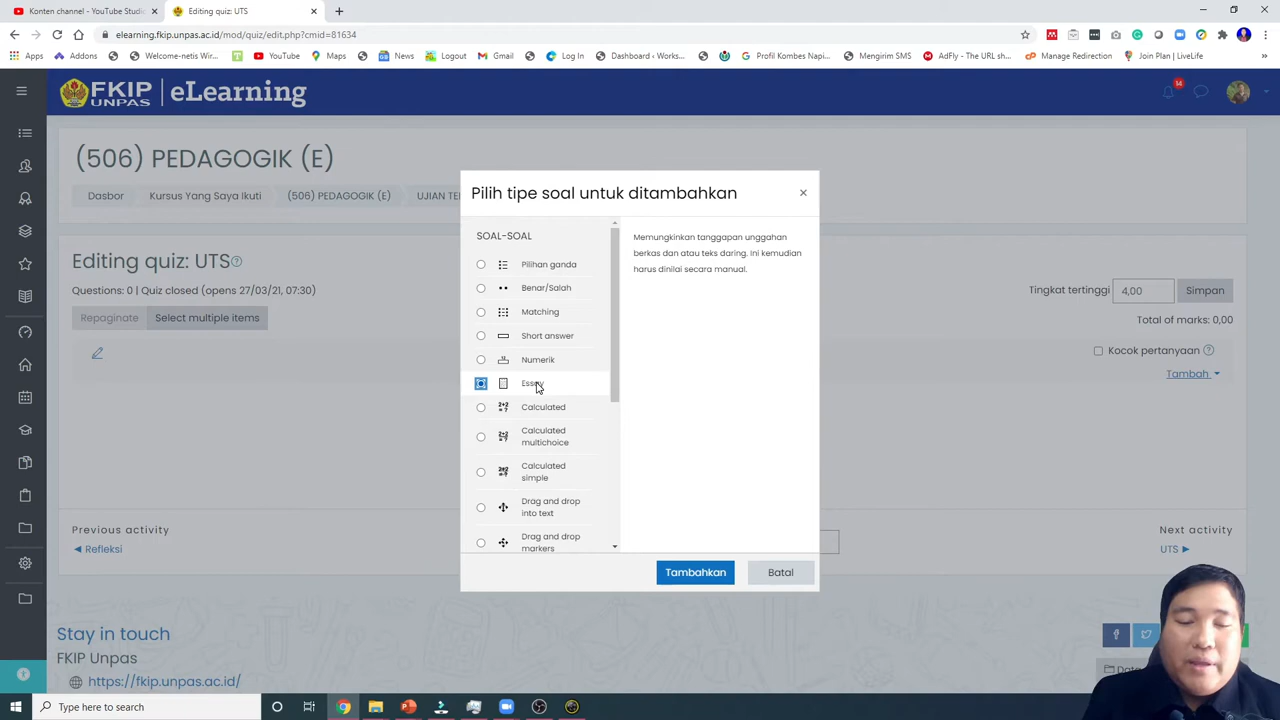 Konten channel - YouTube Studio
Editing quiz: UTS
elearning.fkip.unpas.ac.id/mod/quiz/edit.php?cmid=81634
Apps
Addons
Welcome-netis Wir...
YouTube
Maps
News
Logout
Gmail
Log In
Dashboard ‹ Works...
Profil Kombes Napi...
Mengirim SMS
AdFly - The URL sh...
Manage Redirection
Join Plan | LiveLife
FKIP
UNPAS
eLearning
14
(506) PEDAGOGIK (E)
Dasbor
Kursus Yang Saya Ikuti
(506) PEDAGOGIK (E)
Editing quiz: UTS
Questions: 0 | Quiz closed (opens 27/03/21, 07:30)
Repaginate
Select multiple items
Tingkat tertinggi
4,00
Simpan
Total of marks: 0,00
Kocok pertanyaan
Tambah
Pilih tipe soal untuk ditambahkan
×
SOAL-SOAL
Pilihan ganda
Benar/Salah
Matching
Short answer
Numerik
Essay
Calculated
Calculated
multichoice
Calculated
simple
Drag and drop
into text
Drag and drop
markers
Memungkinkan tanggapan unggahan
berkas dan atau teks daring. Ini kemudian
harus dinilai secara manual.
Tambahkan
Batal
Previous activity
◄ Refleksi
Next activity
UTS ►
Stay in touch
FKIP Unpas
https://fkip.unpas.ac.id/
Type here to search